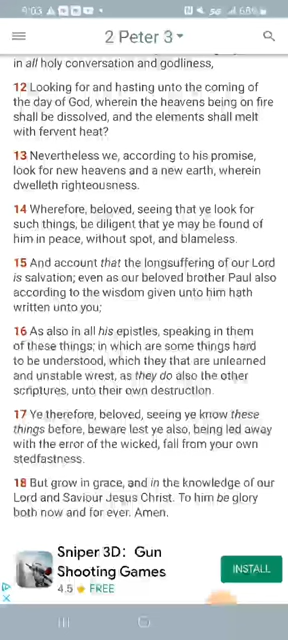 9:03
68%
2 Peter 3
in all holy conversation and godliness,
12 Looking for and hasting unto the coming of
the day of God, wherein the heavens being on fire
shall be dissolved, and the elements shall melt
with fervent heat?
13 Nevertheless we, according to his promise,
look for new heavens and a new earth, wherein
dwelleth righteousness.
14 Wherefore, beloved, seeing that ye look for
such things, be diligent that ye may be found of
him in peace, without spot, and blameless.
15 And account that the longsuffering of our Lord
is salvation; even as our beloved brother Paul also
according to the wisdom given unto him hath
written unto you;
16 As also in all his epistles, speaking in them
of these things; in which are some things hard
to be understood, which they that are unlearned
and unstable wrest, as they do also the other
scriptures, unto their own destruction.
17 Ye therefore, beloved, seeing ye know these
things before, beware lest ye also, being led away
with the error of the wicked, fall from your own
stedfastness.
18 But grow in grace, and in the knowledge of our
Lord and Saviour Jesus Christ. To him be glory
both now and for ever. Amen.
Sniper 3D: Gun
Shooting Games
4.5 FREE
INSTALL